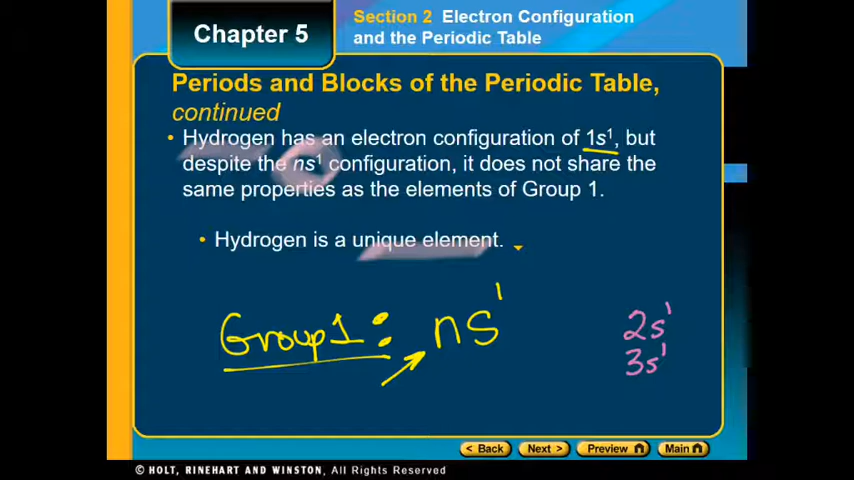 Chapter 5
Section 2 Electron Configuration
and the Periodic Table
Periods and Blocks of the Periodic Table,
continued
• Hydrogen has an electron configuration of 1s¹, but
despite the ns¹ configuration, it does not share the
same properties as the elements of Group 1.
• Hydrogen is a unique element.
Group 1: ns¹
2s¹
3s¹
< Back Next > Preview Main
© HOLT, RINEHART AND WINSTON, All Rights Reserved